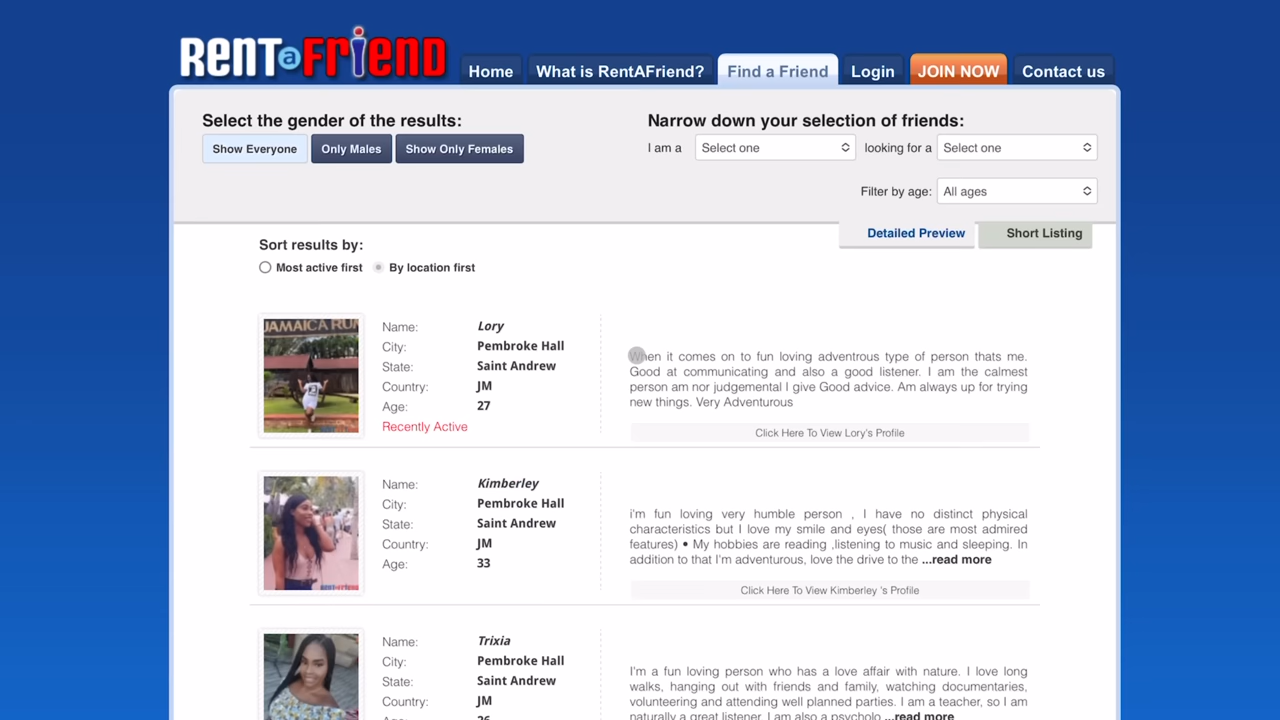 RENT a FRIEND
Home What is RentAFriend? Find a Friend Login JOIN NOW Contact us
Select the gender of the results:
Show Everyone Only Males Show Only Females
Narrow down your selection of friends:
I am a Select one looking for a Select one
Filter by age: All ages
Detailed Preview Short Listing
Sort results by:
Most active first By location first
JAMAICA RUM
Name: Lory
City: Pembroke Hall
State: Saint Andrew
Country: JM
Age: 27
Recently Active
When it comes on to fun loving adventrous type of person thats me.
Good at communicating and also a good listener. I am the calmest
person am nor judgemental I give Good advice. Am always up for trying
new things. Very Adventurous
Click Here To View Lory's Profile
Name: Kimberley
City: Pembroke Hall
State: Saint Andrew
Country: JM
Age: 33
i'm fun loving very humble person , I have no distinct physical
characteristics but I love my smile and eyes( those are most admired
features) • My hobbies are reading ,listening to music and sleeping. In
addition to that I'm adventurous, love the drive to the ...read more
Click Here To View Kimberley 's Profile
Name: Trixia
City: Pembroke Hall
State: Saint Andrew
Country: JM
Age: 26
I'm a fun loving person who has a love affair with nature. I love long
walks, hanging out with friends and family, watching documentaries,
volunteering and attending well planned parties. I am a teacher, so I am
naturally a great listener. I am also a psycholo ...read more